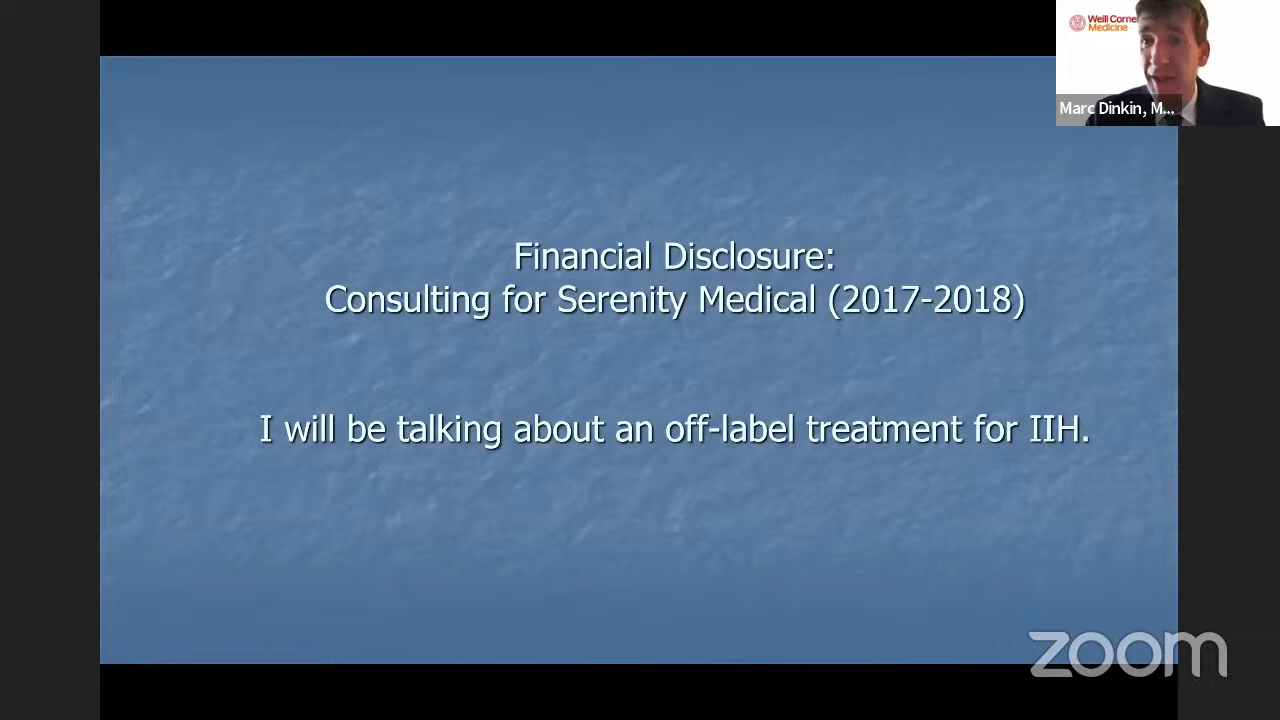 Weill Cornel
Medicine
Marc Dinkin, M...
Financial Disclosure:
Consulting for Serenity Medical (2017-2018)
I will be talking about an off-label treatment for IIH.
zoom